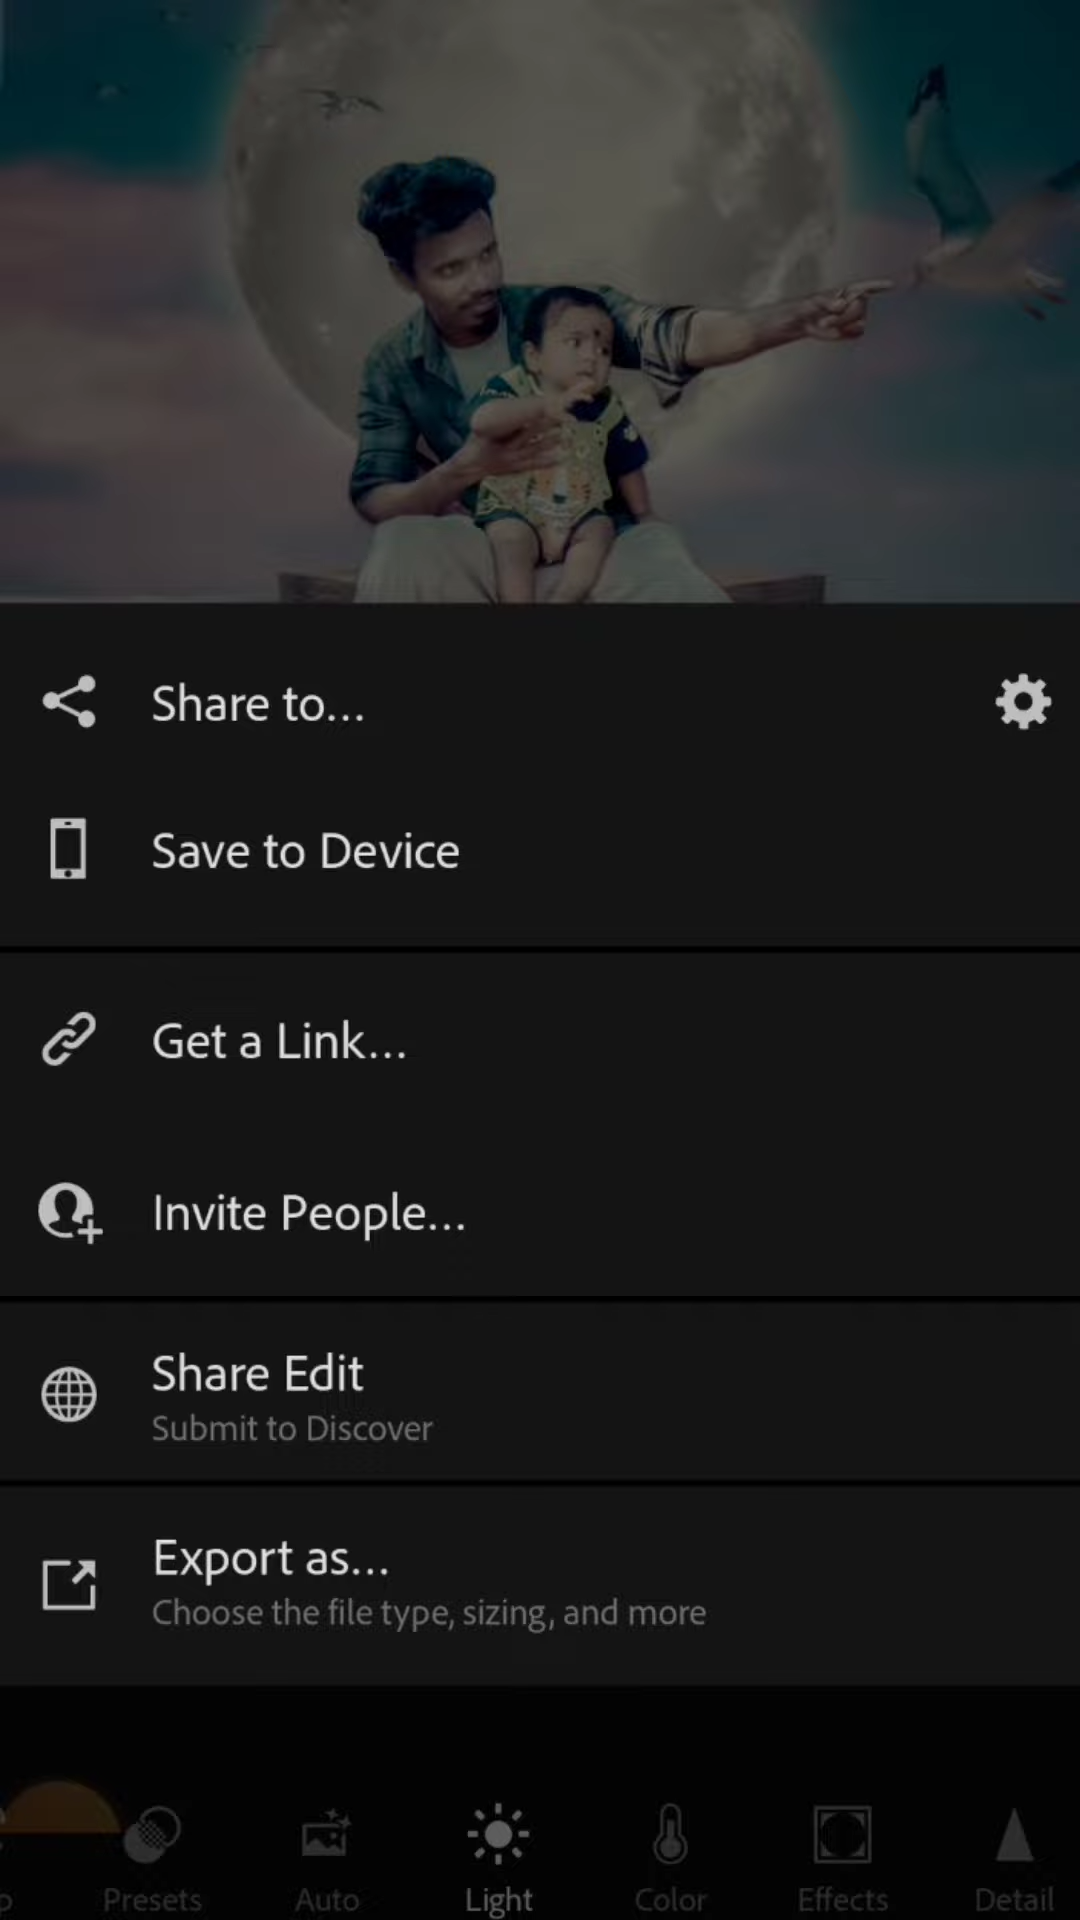 Share to...
Save to Device
Get a Link...
Invite People...
Share Edit
Submit to Discover
Export as...
Choose the file type, sizing, and more
p
Presets
Auto
Light
Color
Effects
Detail